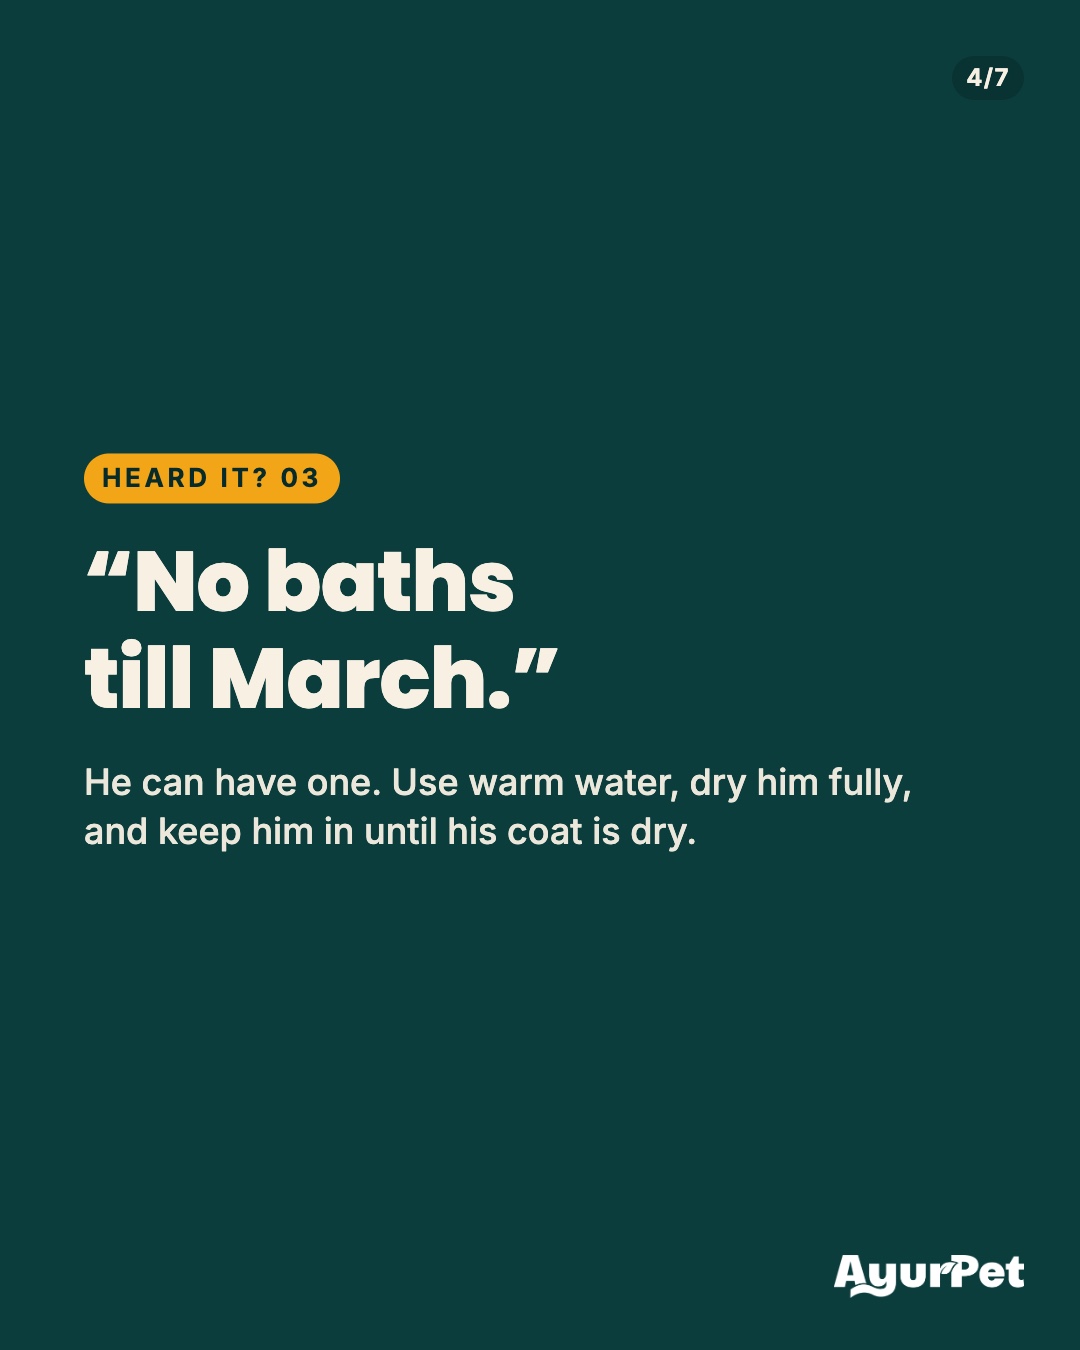 4/7
HEARD IT? 03
“No baths
till March.”
He can have one. Use warm water, dry him fully,
and keep him in until his coat is dry.
AyurPet